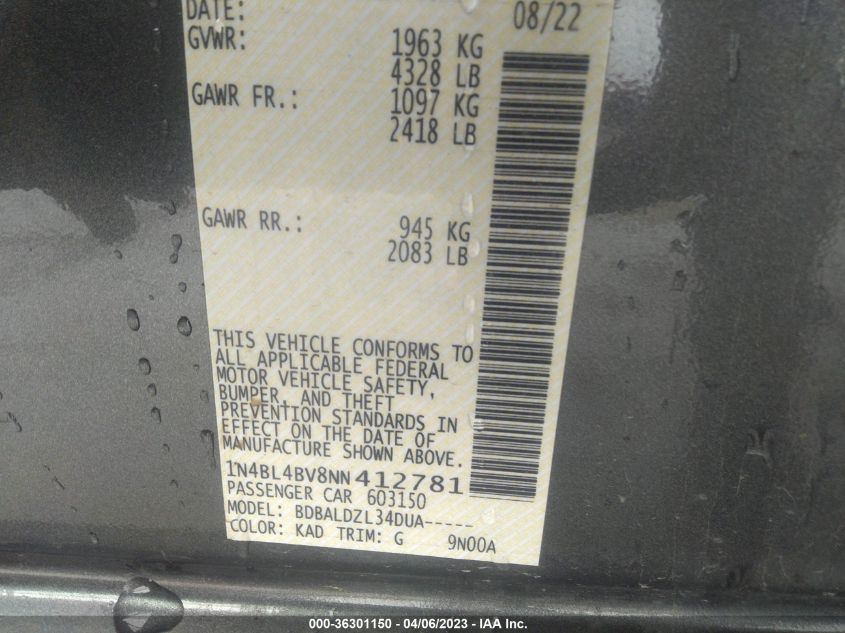 DATE: 08/22
GVWR: 1963 KG
4328 LB
GAWR FR.: 1097 KG
2418 LB
GAWR RR.: 945 KG
2083 LB
THIS VEHICLE CONFORMS TO
ALL APPLICABLE FEDERAL
MOTOR VEHICLE SAFETY,
BUMPER, AND THEFT
PREVENTION STANDARDS IN
EFFECT ON THE DATE OF
MANUFACTURE SHOWN ABOVE.
1N4BL4BV8NN412781
PASSENGER CAR 603150
MODEL: BDBALDZL34DUA-----
COLOR: KAD TRIM: G 9N00A
000-36301150 - 04/06/2023 - IAA Inc.